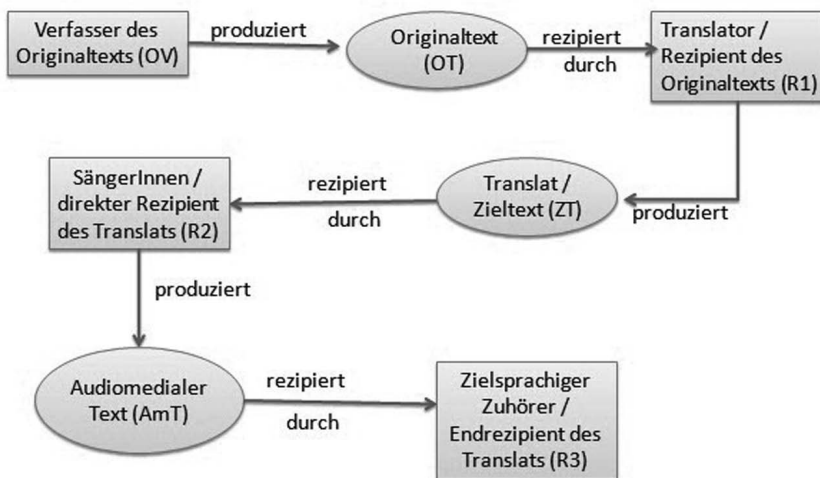 Verfasser des
Originaltexts (OV)
produziert
Originaltext
(OT)
rezipiert
durch
Translator /
Rezipient des
Originaltexts (R1)
produziert
Translat /
Zieltext (ZT)
rezipiert
durch
SängerInnen /
direkter Rezipient
des Translats (R2)
produziert
Audiomedialer
Text (AmT)
rezipiert
durch
Zielsprachiger
Zuhörer /
Endrezipient des
Translats (R3)